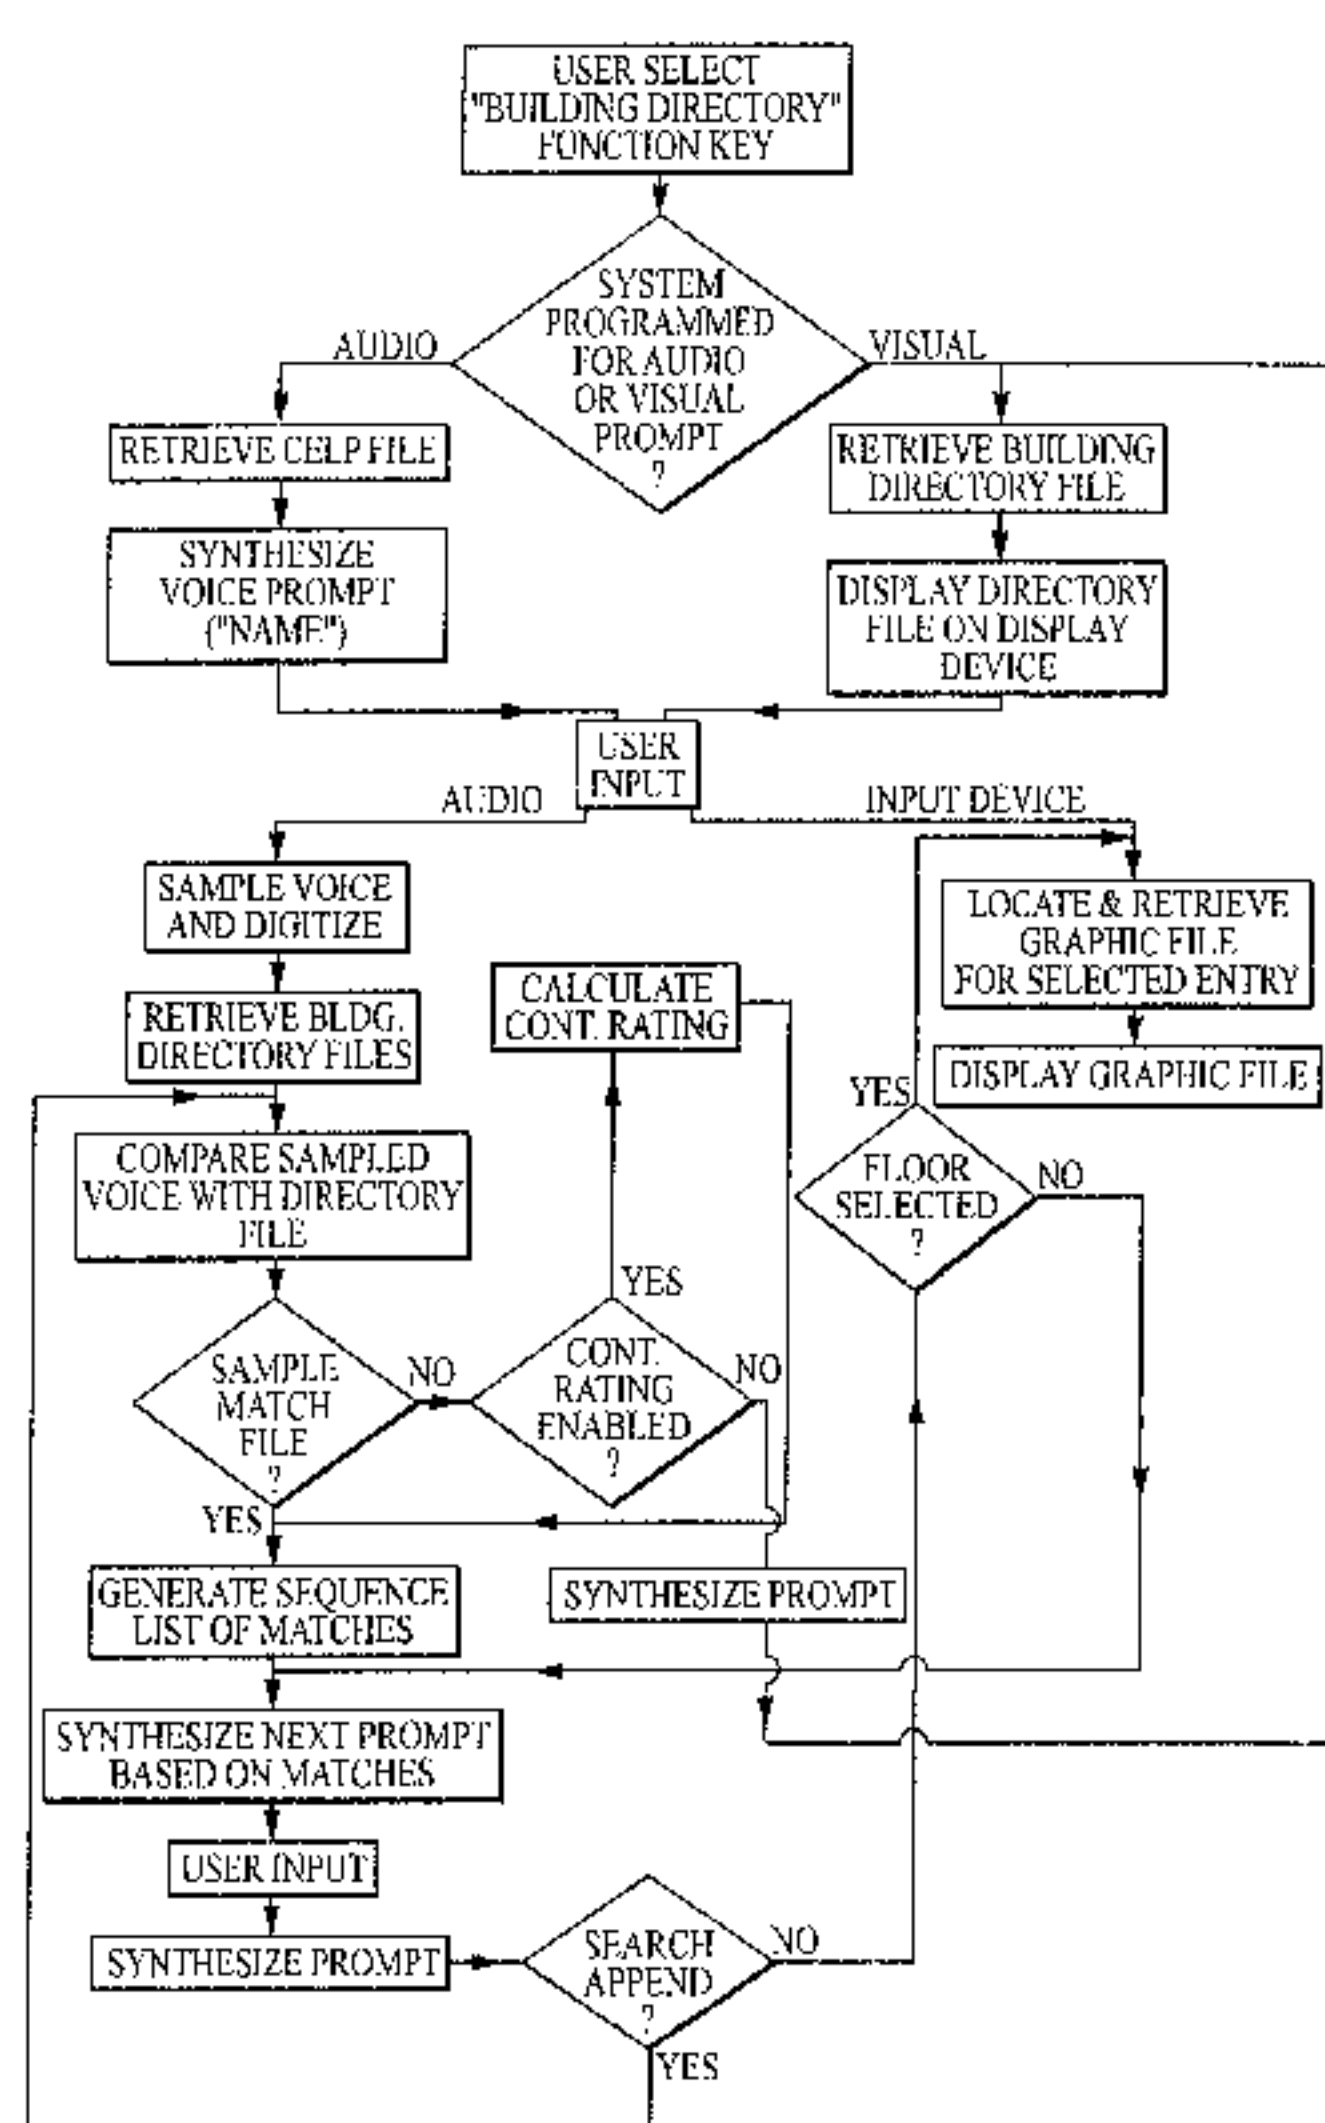 USER SELECT
"BUILDING DIRECTORY"
FUNCTION KEY
SYSTEM
PROGRAMMED
FOR AUDIO
OR VISUAL
PROMPT
?
AUDIO
VISUAL
RETRIEVE CELP FILE
SYNTHESIZE
VOICE PROMPT
("NAME")
RETRIEVE BUILDING
DIRECTORY FILE
DISPLAY DIRECTORY
FILE ON DISPLAY
DEVICE
USER
INPUT
AUDIO
INPUT DEVICE
SAMPLE VOICE
AND DIGITIZE
RETRIEVE BLDG.
DIRECTORY FILES
CALCULATE
CONT. RATING
LOCATE & RETRIEVE
GRAPHIC FILE
FOR SELECTED ENTRY
DISPLAY GRAPHIC FILE
COMPARE SAMPLED
VOICE WITH DIRECTORY
FILE
YES
FLOOR
SELECTED
?
NO
SAMPLE
MATCH
FILE
?
NO
YES
CONT.
RATING
ENABLED
?
NO
YES
GENERATE SEQUENCE
LIST OF MATCHES
SYNTHESIZE PROMPT
SYNTHESIZE NEXT PROMPT
BASED ON MATCHES
USER INPUT
SYNTHESIZE PROMPT
SEARCH
APPEND
?
NO
YES